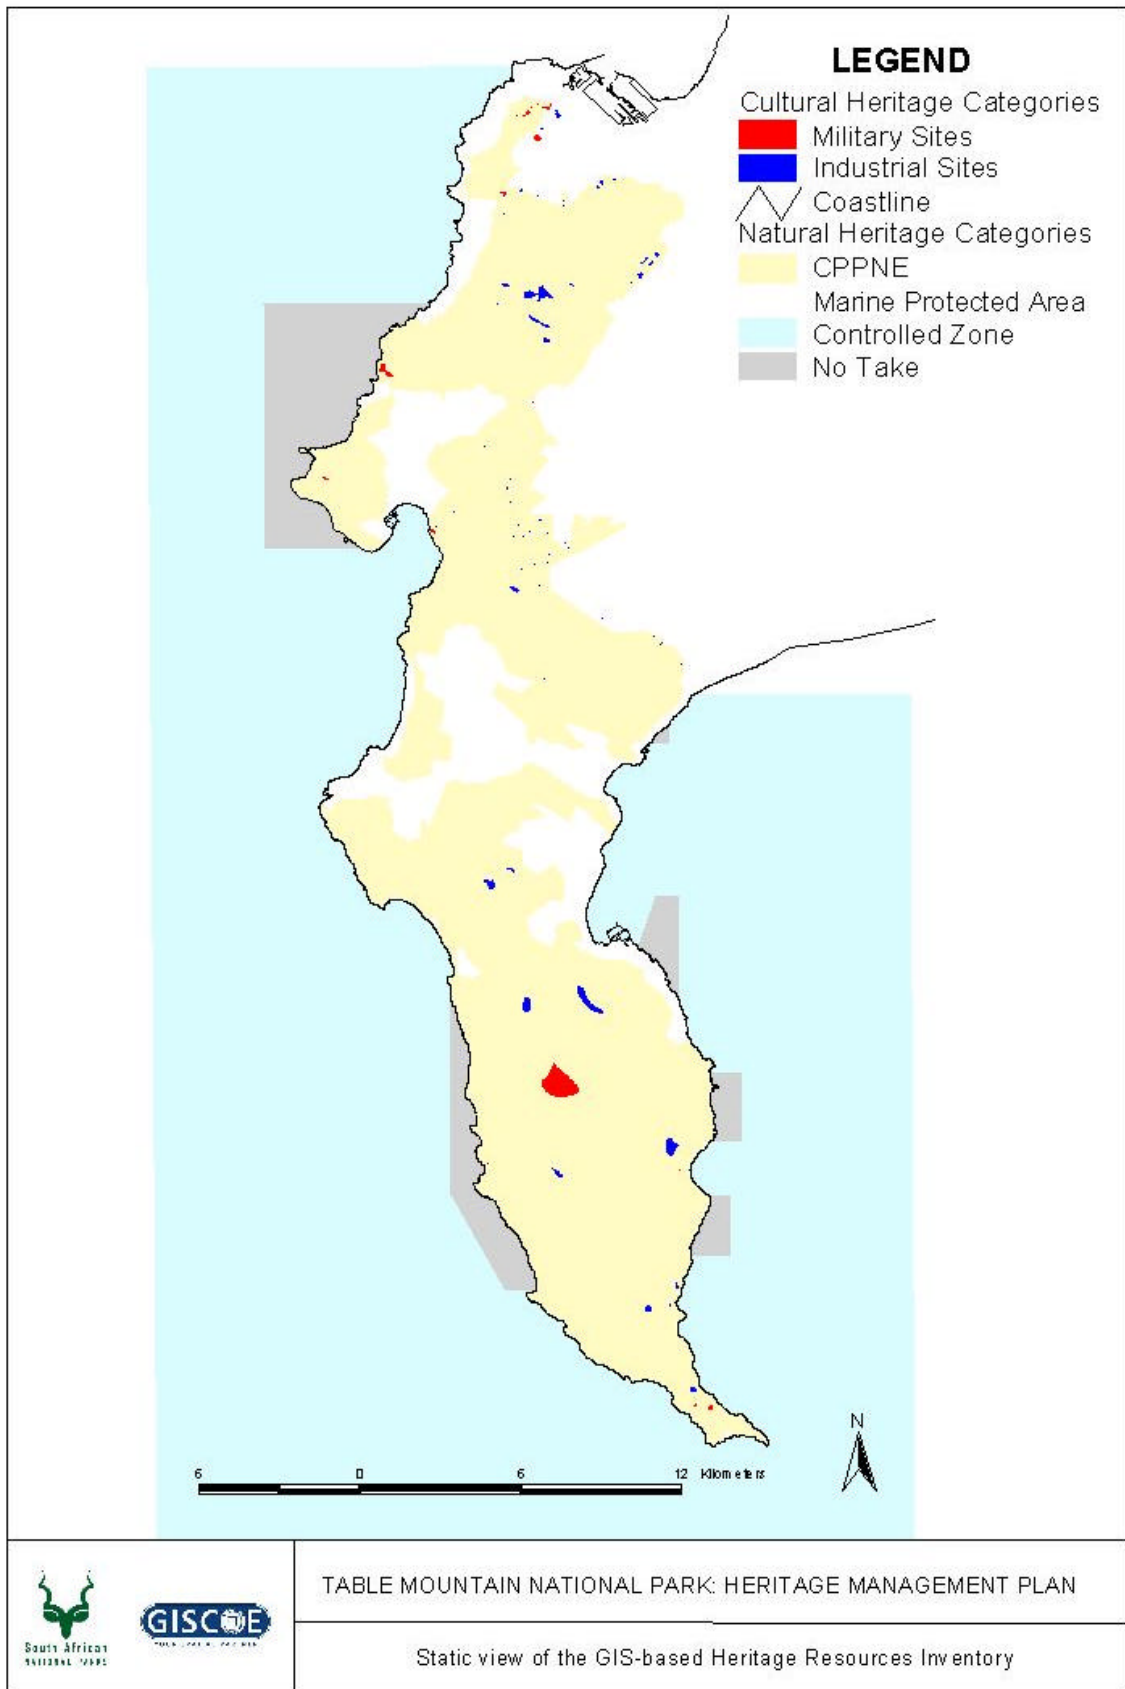 LEGEND
Cultural Heritage Categories
Military Sites
Industrial Sites
Coastline
Natural Heritage Categories
CPPNE
Marine Protected Area
Controlled Zone
No Take
N
6 0 6 12 Kilometers
TABLE MOUNTAIN NATIONAL PARK: HERITAGE MANAGEMENT PLAN
Static view of the GIS-based Heritage Resources Inventory
South African
NATIONAL PARKS
GISCOE